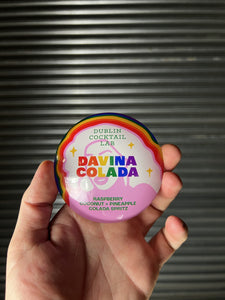 DUBLIN
COCKTAIL
LAB
DAVINA
COLADA
RASPBERRY
COCONUT + PINEAPPLE
COLADA SPRITZ